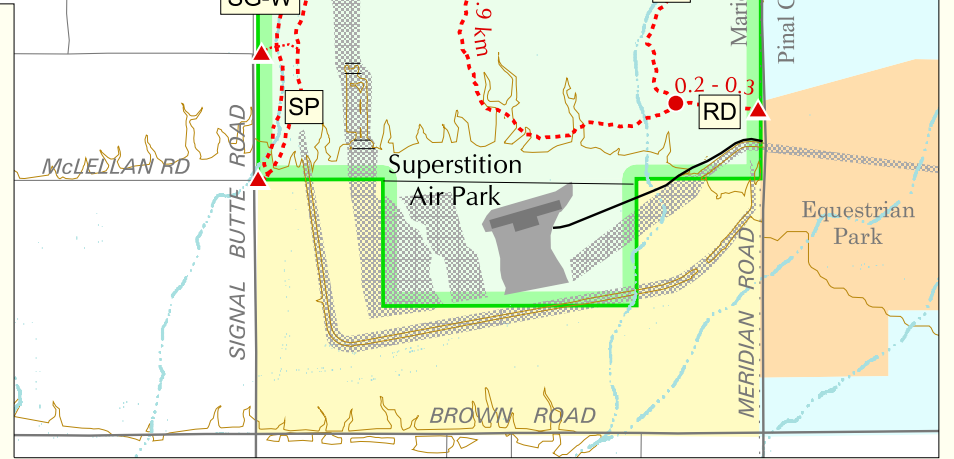 SG-W
.9 km
Mari
Pinal C
0.2 - 0.3
SP
RD
McLELLAN RD
SIGNAL BUTTE ROAD
Superstition
Air Park
Equestrian
Park
MERIDIAN ROAD
BROWN ROAD